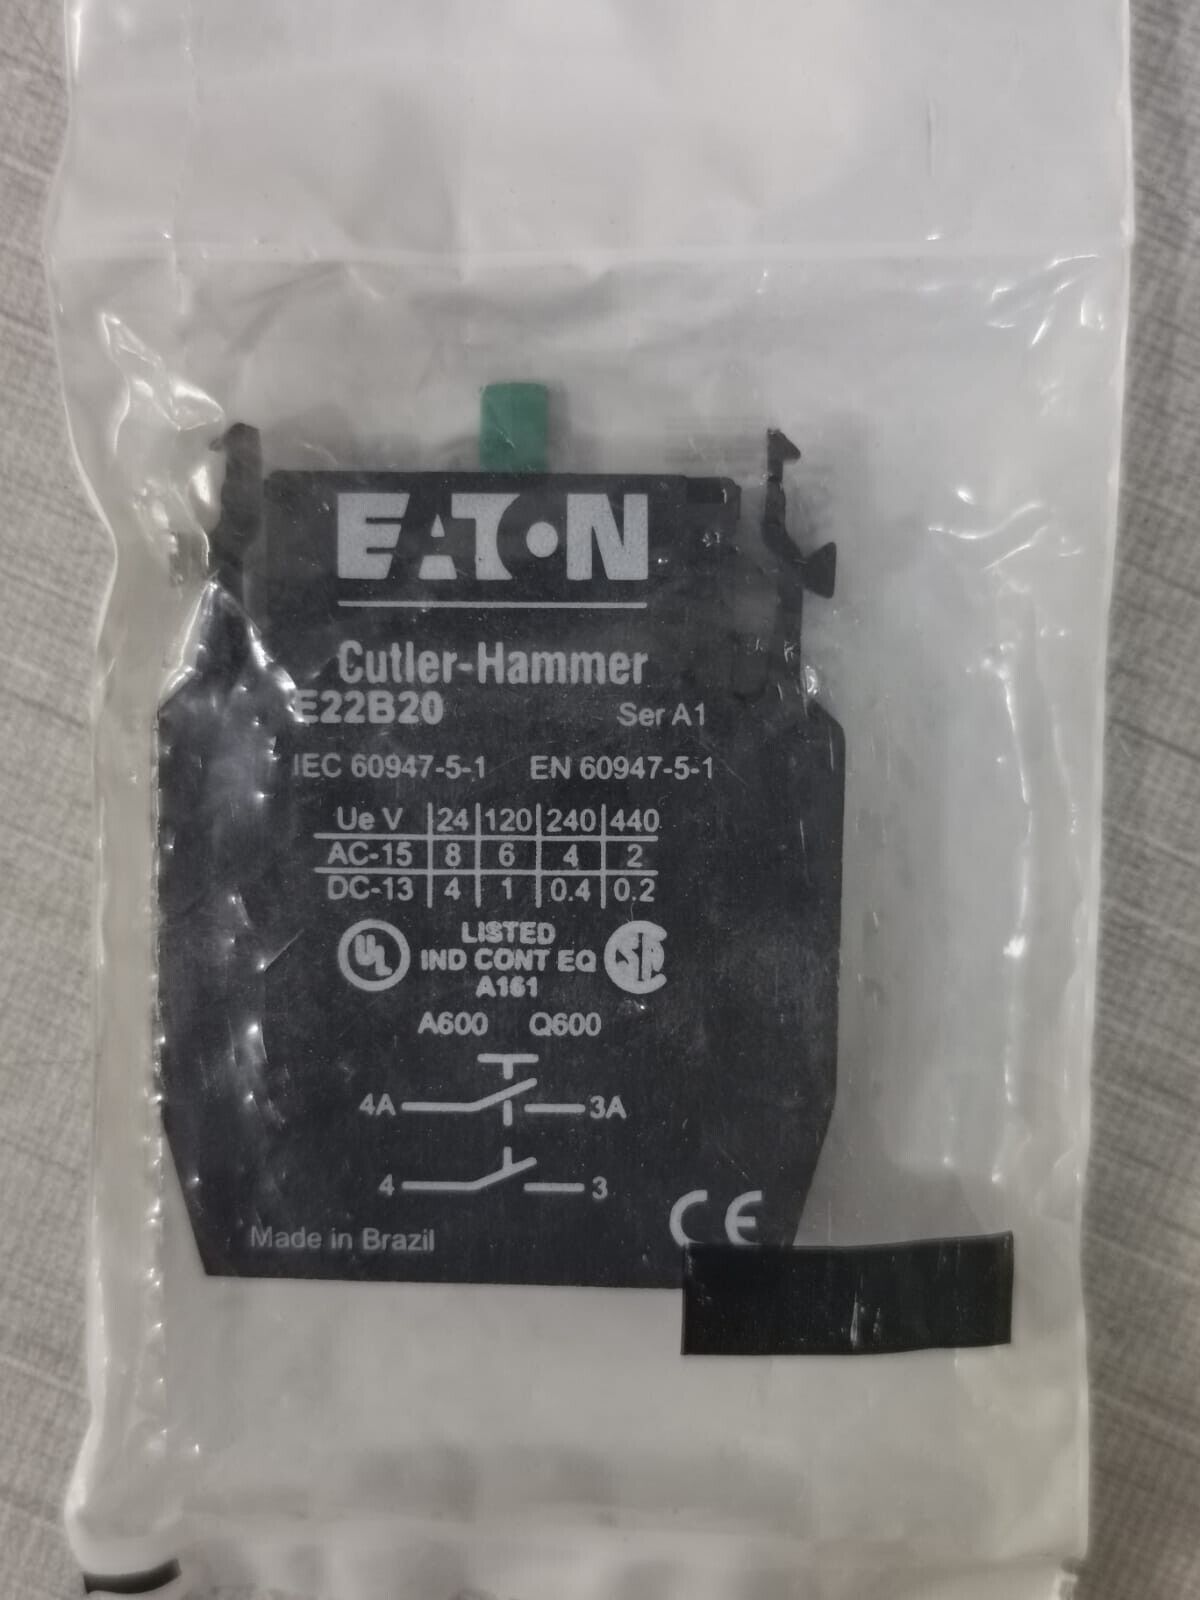 EATON
Cutler-Hammer
E22B20 Ser A1
IEC 60947-5-1 EN 60947-5-1
Ue V 24 120 240 440
AC-15 8 6 4 2
DC-13 4 1 0.4 0.2
UL LISTED SA
IND CONT EQ
A161
A600 Q600
4A 3A
4 3
Made in Brazil CE